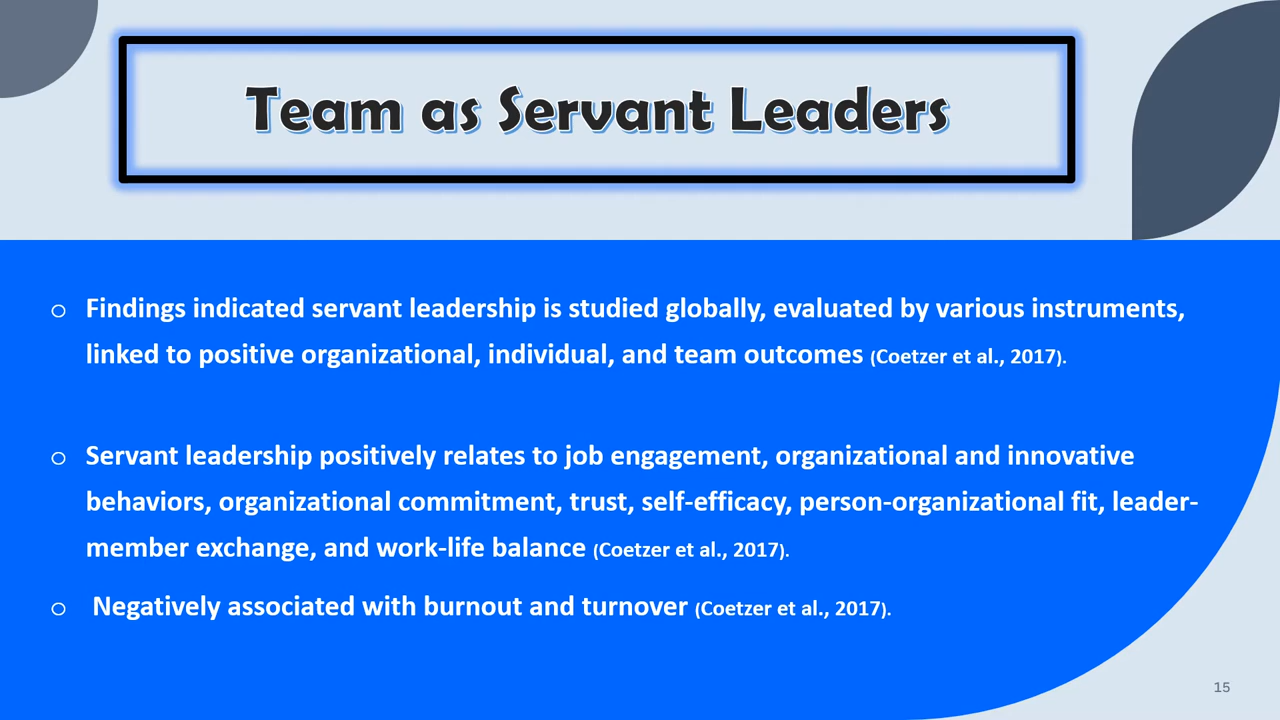 Team as Servant Leaders
o Findings indicated servant leadership is studied globally, evaluated by various instruments,
linked to positive organizational, individual, and team outcomes (Coetzer et al., 2017).
o Servant leadership positively relates to job engagement, organizational and innovative
behaviors, organizational commitment, trust, self-efficacy, person-organizational fit, leader-
member exchange, and work-life balance (Coetzer et al., 2017).
o Negatively associated with burnout and turnover (Coetzer et al., 2017).
15